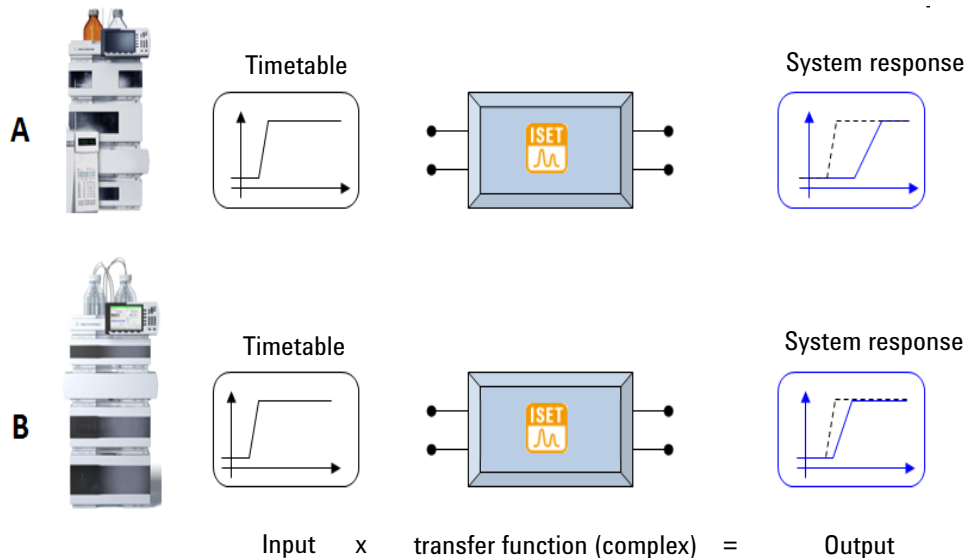 Timetable
System response
A
ISET
Timetable
System response
B
ISET
Input x transfer function (complex) = Output